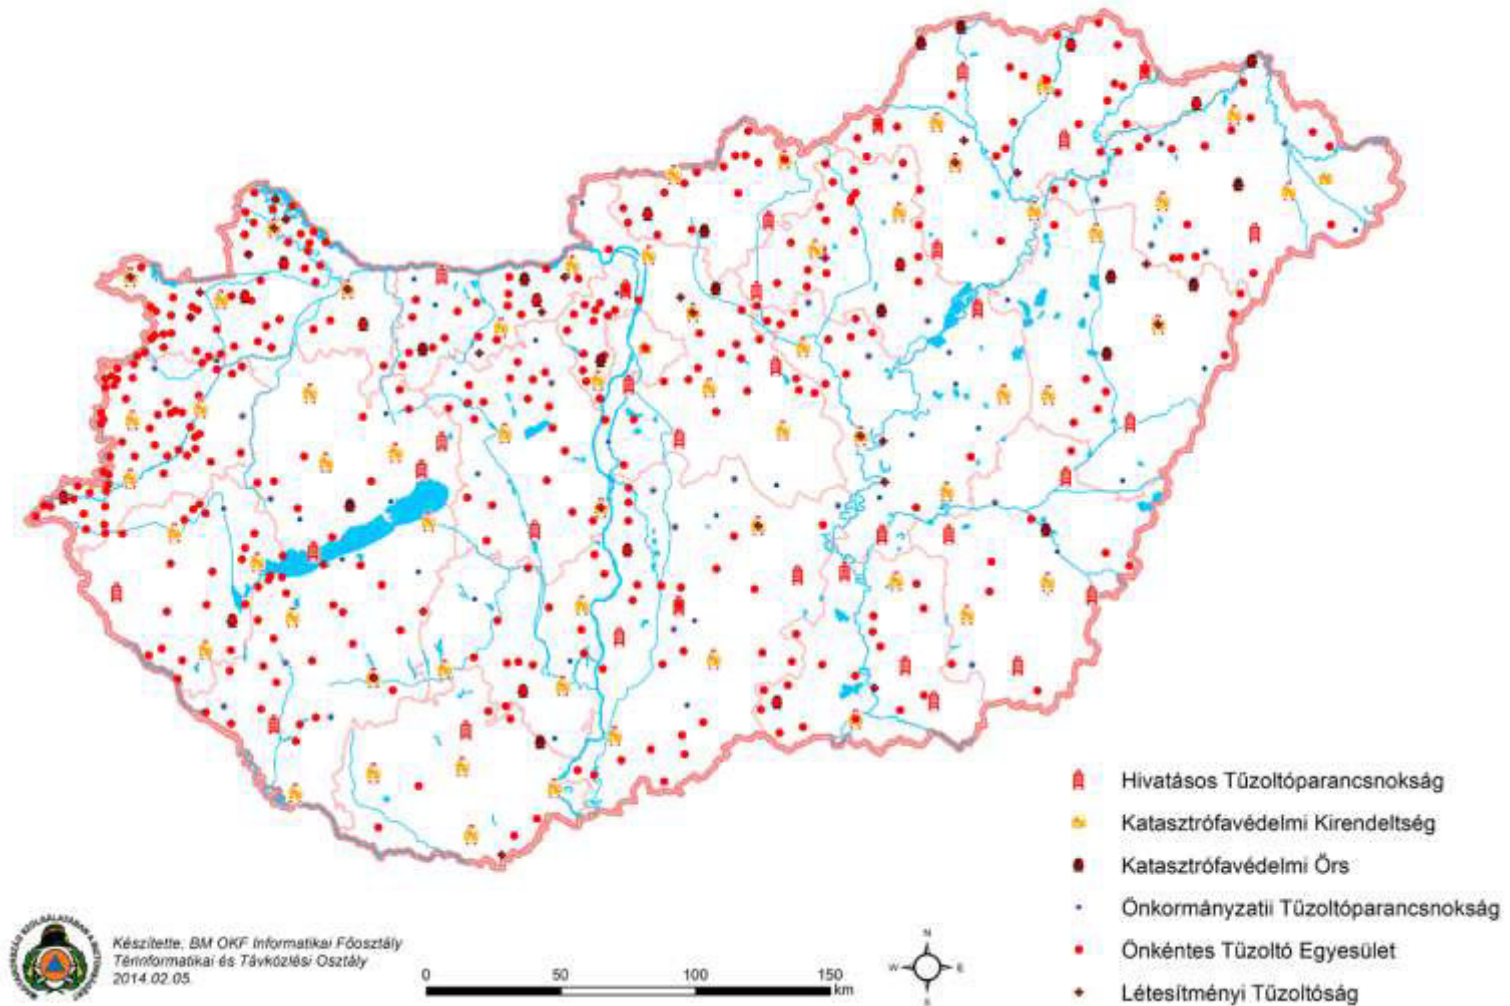 Hivatásos Tűzoltóparancsnokság
Katasztrófavédelmi Kirendeltség
Katasztrófavédelmi Őrs
Önkormányzatii Tűzoltóparancsnokság
Önkéntes Tűzoltó Egyesület
Létesítményi Tűzoltóság
Készítette, BM OKF Informatikai Főosztály
Térinformatikai és Távközlési Osztály
2014.02.05.
0 50 100 150
km
N
W E
S